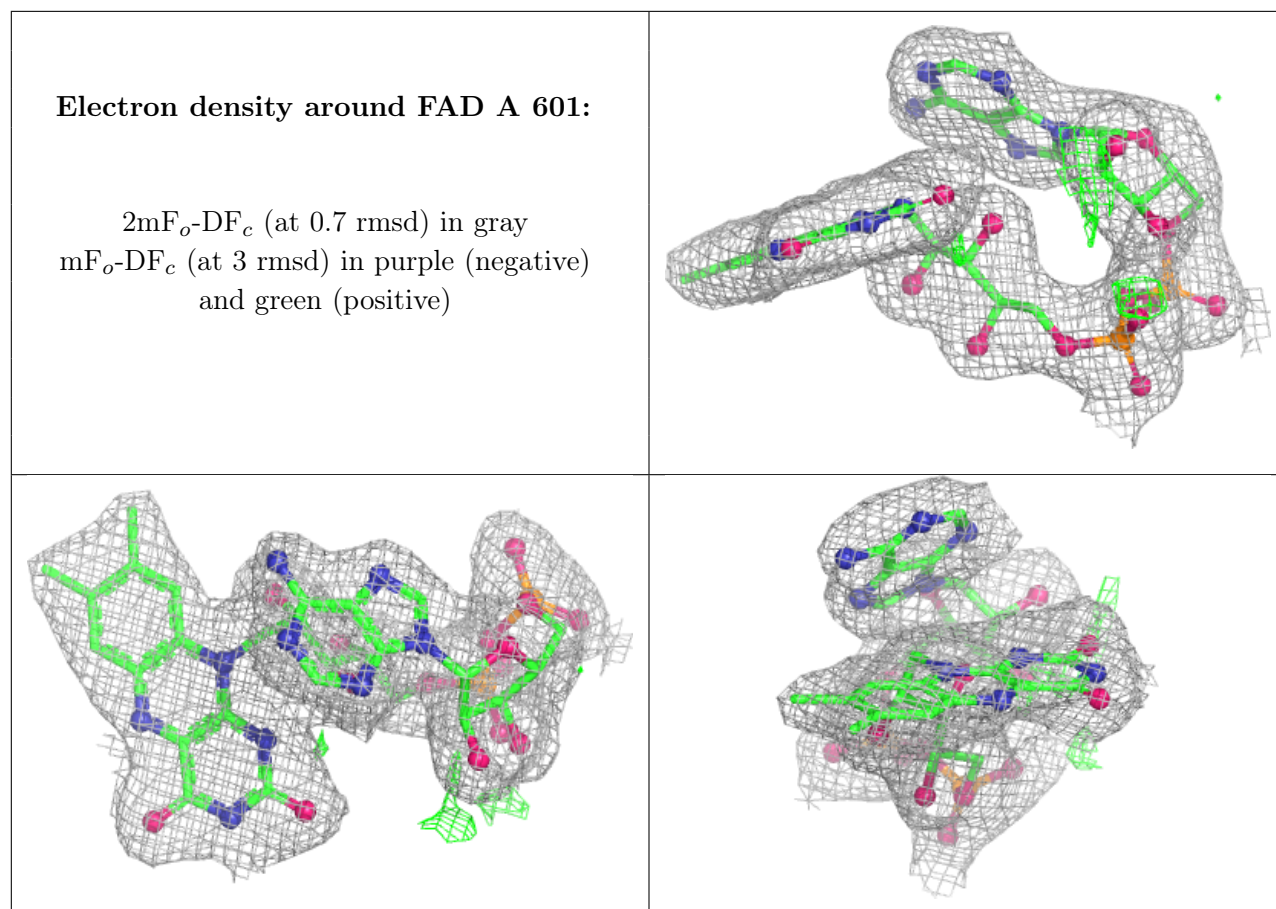 Electron density around FAD A 601:
2mFo-DFc (at 0.7 rmsd) in gray
mFo-DFc (at 3 rmsd) in purple (negative)
and green (positive)